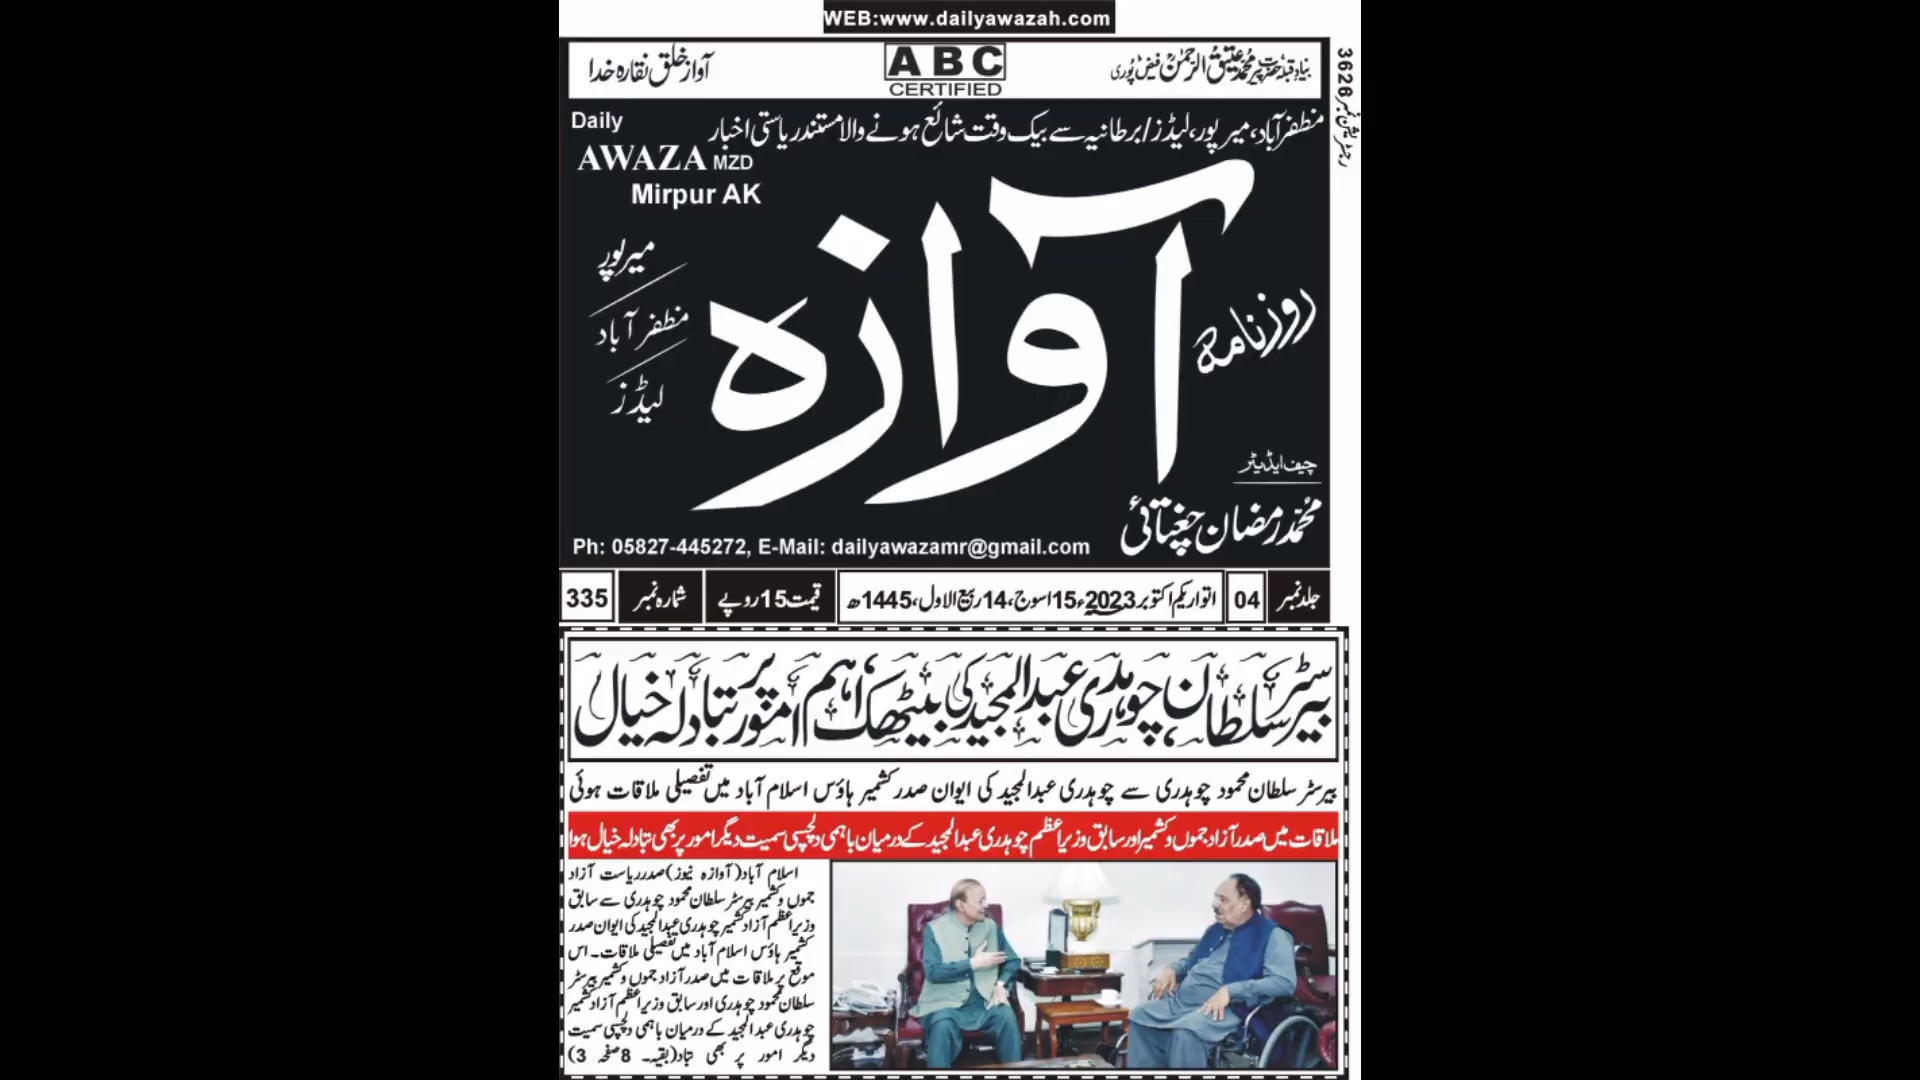 WEB:www.dailyawazah.com
آواز خلق نقارہ خدا
ABC
CERTIFIED
بیاد قبلہ حضرت پیر محمد عتیق الرحمٰن فیض پوری
رجسٹریشن نمبر 3626
Daily
AWAZA MZD
Mirpur AK
مظفرآباد، میرپور، لیڈز/برطانیہ سے بیک وقت شائع ہونے والا مستند ریاستی اخبار
روزنامہ
آوازہ
میرپور
مظفر آباد
لیڈز
چیف ایڈیٹر
محمد رمضان چغتائی
Ph: 05827-445272, E-Mail: dailyawazamr@gmail.com
جلد نمبر 04 اتوار یکم اکتوبر 2023ء 15 اسوج، 14 ربیع الاول، 1445ھ قیمت 15 روپے شمارہ نمبر 335
بیرسٹر سلطان، چوہدری عبدالمجید کی بیٹھک، اہم امور پر تبادلہ خیال
بیرسٹر سلطان محمود چوہدری سے چوہدری عبدالمجید کی ایوان صدر کشمیر ہاؤس اسلام آباد میں تفصیلی ملاقات ہوئی
ملاقات میں صدر آزاد جموں و کشمیر اور سابق وزیراعظم چوہدری عبدالمجید کے درمیان باہمی دلچسپی سمیت دیگر امور پر بھی تبادلہ خیال ہوا
اسلام آباد (آوازہ نیوز) صدر ریاست آزاد
جموں و کشمیر بیرسٹر سلطان محمود چوہدری سے سابق
وزیراعظم آزاد کشمیر چوہدری عبدالمجید کی ایوان صدر
کشمیر ہاؤس اسلام آباد میں تفصیلی ملاقات۔ اس
موقع پر ملاقات میں صدر آزاد جموں و کشمیر بیرسٹر
سلطان محمود چوہدری اور سابق وزیراعظم آزاد کشمیر
چوہدری عبدالمجید کے درمیان باہمی دلچسپی سمیت
دیگر امور پر بھی تباد (بقیہ۔ 8 صفحہ 3)